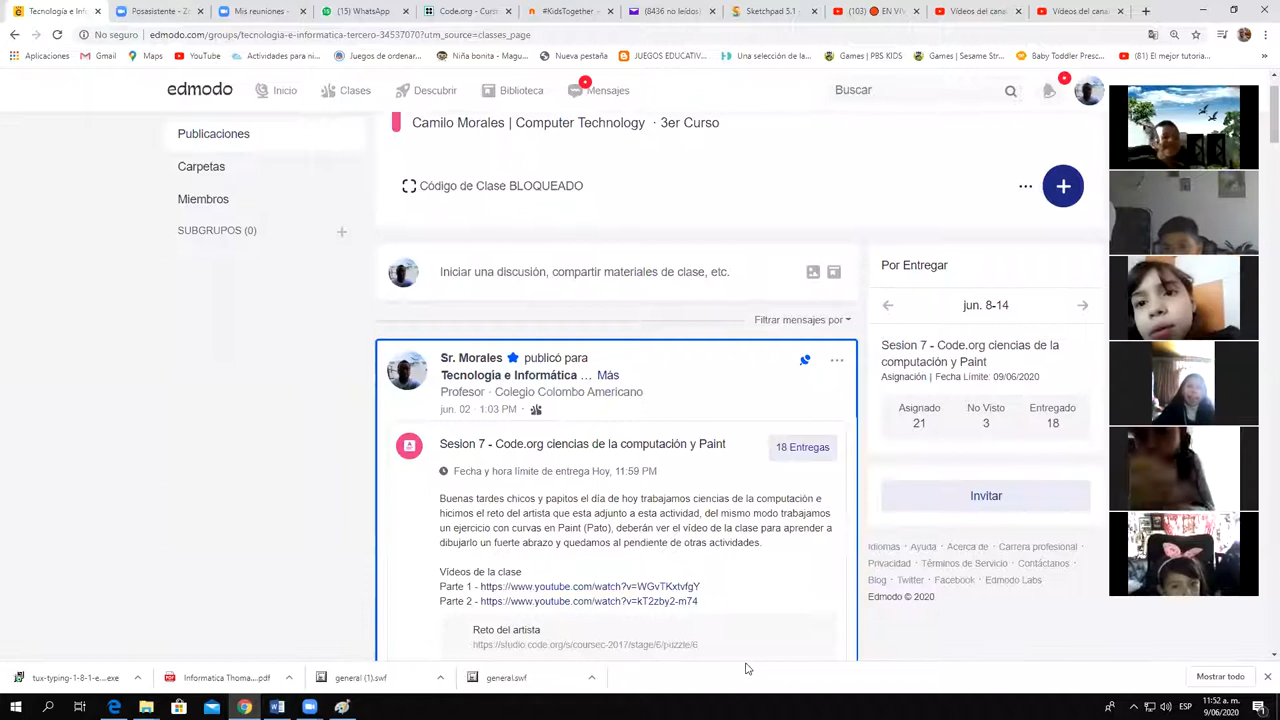 Tecnología e Info
Posasistente - Za
Mis reuniones -
(15) WhatsApp
Code.org - Curso
#KidsTogether -
(8436 no leídos)
Sketchpad 5.1
(103) 🔴 EN VIV
Vídeos del cana
Vídeos del cana
No seguro
edmodo.com/groups/tecnologia-e-informatica-tercero-34537070?utm_source=classes_page
Aplicaciones
Gmail
Maps
YouTube
Actividades para ni...
Juegos de ordenar...
Niña bonita - Magu...
Nueva pestaña
JUEGOS EDUCATIV...
Una selección de la...
Games | PBS KIDS
Games | Sesame Stre...
Baby Toddler Presc...
(81) El mejor tutoria...
edmodo
Inicio
Clases
Descubrir
Biblioteca
Mensajes
Buscar
Publicaciones
Carpetas
Miembros
SUBGRUPOS (0)
Camilo Morales | Computer Technology · 3er Curso
Código de Clase BLOQUEADO
Iniciar una discusión, compartir materiales de clase, etc.
Filtrar mensajes por
Sr. Morales publicó para
Tecnología e Informática ... Más
Profesor · Colegio Colombo Americano
jun. 02 · 1:03 PM ·
Sesion 7 - Code.org ciencias de la computación y Paint
18 Entregas
Fecha y hora límite de entrega Hoy, 11:59 PM
Buenas tardes chicos y papitos el día de hoy trabajamos ciencias de la computación e
hicimos el reto del artista que esta adjunto a esta actividad, del mismo modo trabajamos
un ejercicio con curvas en Paint (Pato), deberán ver el vídeo de la clase para aprender a
dibujarlo un fuerte abrazo y quedamos al pendiente de otras actividades.
Vídeos de la clase
Parte 1 - https://www.youtube.com/watch?v=WGvTKxtvfgY
Parte 2 - https://www.youtube.com/watch?v=kT2zby2-m74
Reto del artista
https://studio.code.org/s/coursec-2017/stage/6/puzzle/6
Por Entregar
jun. 8-14
Sesion 7 - Code.org ciencias de la
computación y Paint
Asignación | Fecha Límite: 09/06/2020
Asignado No Visto Entregado
21 3 18
Invitar
Idiomas · Ayuda · Acerca de · Carrera profesional ·
Privacidad · Términos de Servicio · Contáctanos ·
Blog · Twitter · Facebook · Edmodo Labs
Edmodo © 2020
tux-typing-1-8-1-e....exe
Informatica Thoma....pdf
general (1).swf
general.swf
Mostrar todo
ESP
11:52 a. m.
9/06/2020